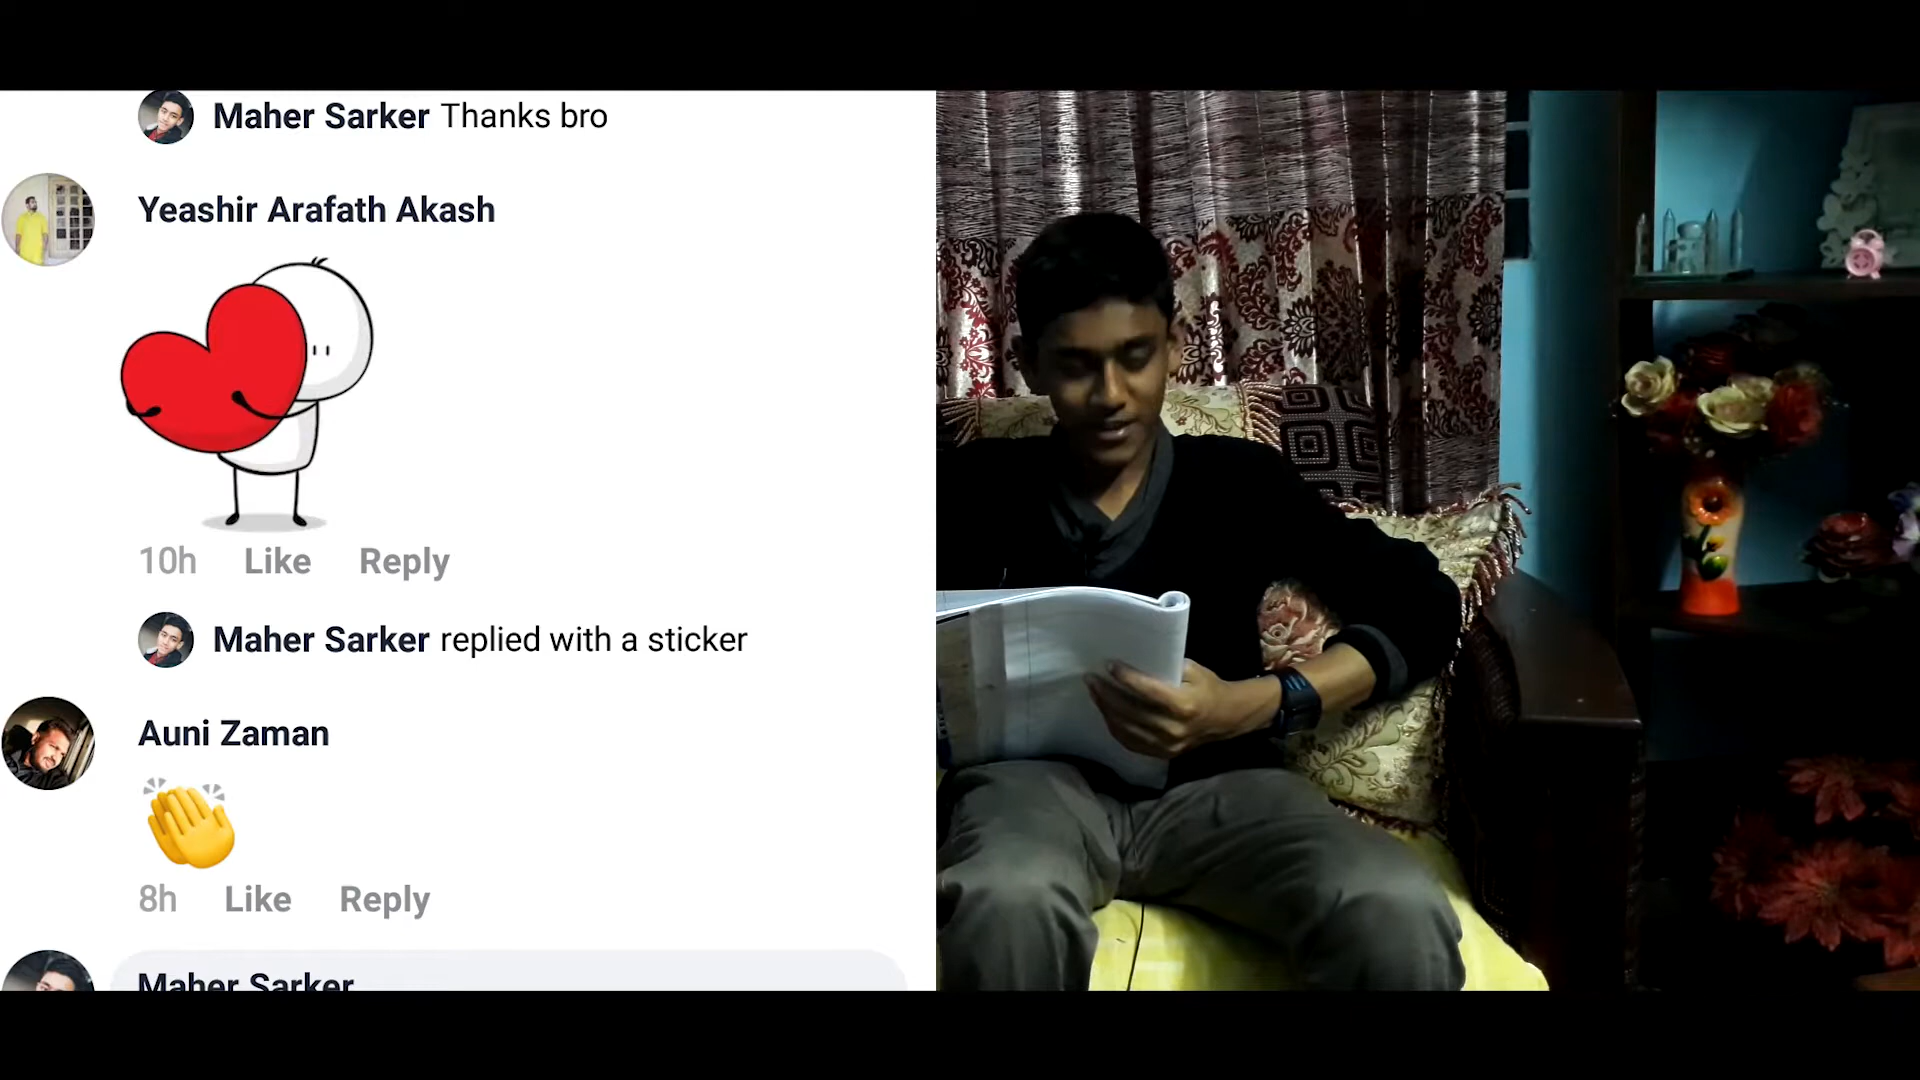 Maher Sarker Thanks bro
Yeashir Arafath Akash
10h Like Reply
Maher Sarker replied with a sticker
Auni Zaman
8h Like Reply
Maher Sarker